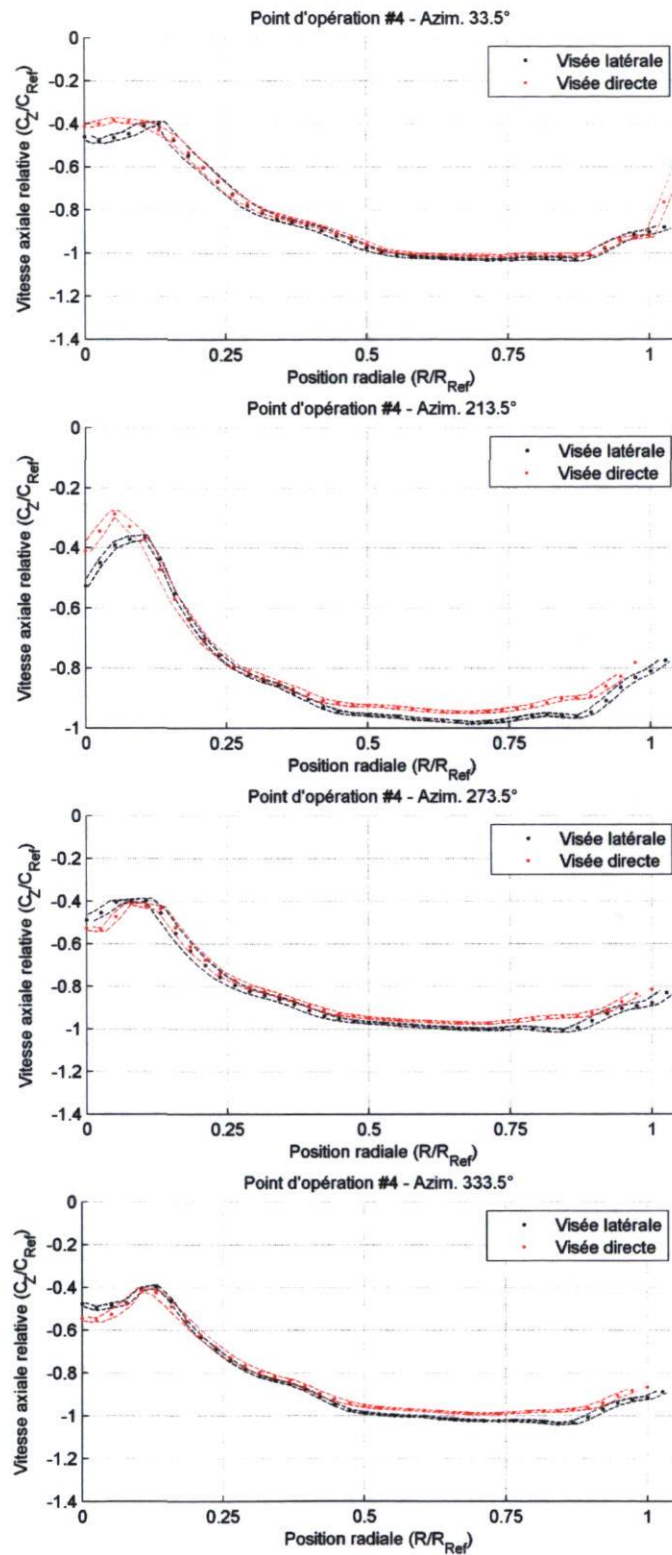 Point d'opération #4 - Azim. 33.5°
0
-0.2
-0.4
-0.6
-0.8
-1
-1.2
-1.4
Vitesse axiale relative (C_Z/C_Ref)
Visée latérale
Visée directe
0 0.25 0.5 0.75 1
Position radiale (R/R_Ref)
Point d'opération #4 - Azim. 213.5°
0
-0.2
-0.4
-0.6
-0.8
-1
Vitesse axiale relative (C_Z/C_Ref)
Visée latérale
Visée directe
0 0.25 0.5 0.75 1
Position radiale (R/R_Ref)
Point d'opération #4 - Azim. 273.5°
0
-0.2
-0.4
-0.6
-0.8
-1
-1.2
-1.4
Vitesse axiale relative (C_Z/C_Ref)
Visée latérale
Visée directe
0 0.25 0.5 0.75 1
Position radiale (R/R_Ref)
Point d'opération #4 - Azim. 333.5°
0
-0.2
-0.4
-0.6
-0.8
-1
-1.2
-1.4
Vitesse axiale relative (C_Z/C_Ref)
Visée latérale
Visée directe
0 0.25 0.5 0.75 1
Position radiale (R/R_Ref)